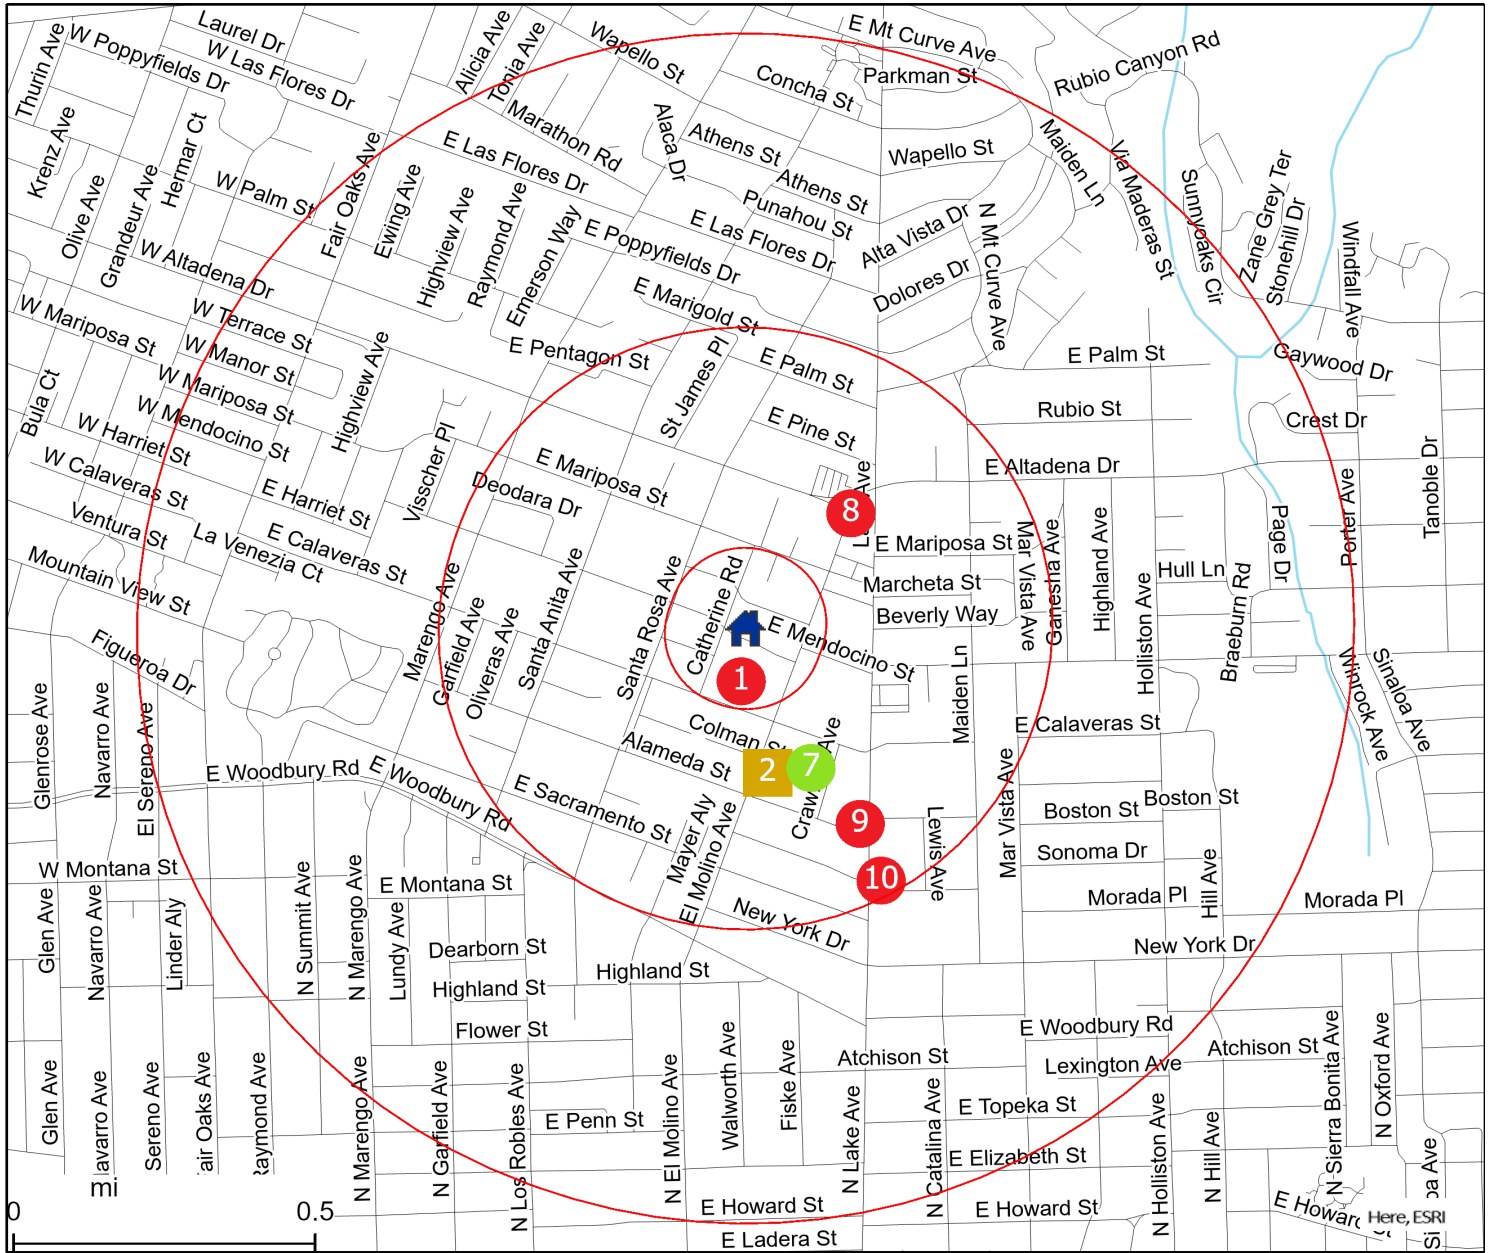 Laurel Dr
W Las Flores Dr
W Poppyfields Dr
Thurin Ave
Krenz Ave
Olive Ave
Grandeur Ave
Hermar Ct
W Palm St
Fair Oaks Ave
Alicia Ave
Tonia Ave
Wapello St
Marathon Rd
Alaca Dr
Concha St
E Mt Curve Ave
Parkman St
Rubio Canyon Rd
Athens St
Athens St
Punahou St
Wapello St
Maiden Ln
Via Maderas St
Sunnyoaks Cir
Zane Grey Ter
Stonehill Dr
Windfall Ave
E Las Flores Dr
E Las Flores Dr
Ewing Ave
Highview Ave
Raymond Ave
Emerson Way
E Poppyfields Dr
Alta Vista Dr
Dolores Dr
N Mt Curve Ave
W Altadena Dr
W Terrace St
W Manor St
W Mariposa St
W Mariposa St
W Mendocino St
W Harriet St
W Calaveras St
Ventura St
Mountain View St
Bula Ct
Highview Ave
Visscher Pl
E Harriet St
E Calaveras St
La Venezia Ct
E Marigold St
E Pentagon St
St James Pl
E Palm St
E Pine St
E Palm St
Gaywood Dr
Rubio St
Crest Dr
E Altadena Dr
Tanoble Dr
Porter Ave
Page Dr
E Mariposa St
Deodara Dr
8
Ave
E Mariposa St
Marcheta St
Beverly Way
Mar Vista Ave
Ganesha Ave
Highland Ave
Holliston Ave
Hull Ln
Braeburn Rd
Marengo Ave
Garfield Ave
Oliveras Ave
Santa Anita Ave
Santa Rosa Ave
Catherine Rd
E Mendocino St
1
Maiden Ln
Winrock Ave
Sinaloa Ave
Figueroa Dr
Glenrose Ave
Navarro Ave
El Sereno Ave
E Woodbury Rd
E Woodbury Rd
E Sacramento St
Alameda St
Colman St
2
7
Craw
Ave
9
10
E Calaveras St
Mar Vista Ave
Boston St
Boston St
Sonoma Dr
Lewis Ave
Morada Pl
Morada Pl
Hill Ave
New York Dr
New York Dr
Mayer Aly
El Molino Ave
W Montana St
E Montana St
Glen Ave
Navarro Ave
Linder Aly
N Summit Ave
N Marengo Ave
Lundy Ave
Dearborn St
Highland St
Highland St
Flower St
E Woodbury Rd
Atchison St
Atchison St
Lexington Ave
E Topeka St
E Penn St
E Elizabeth St
E Howard St
E Howard St
E Howard St
E Ladera St
Glen Ave
avarro Ave
Sereno Ave
air Oaks Ave
Raymond Ave
N Marengo Ave
N Garfield Ave
N Los Robles Ave
N El Molino Ave
Walworth Ave
Fiske Ave
N Lake Ave
N Catalina Ave
N Holliston Ave
N Hill Ave
N Sierra Bonita Ave
N Oxford Ave
mi
0
0.5
Here, ESRI